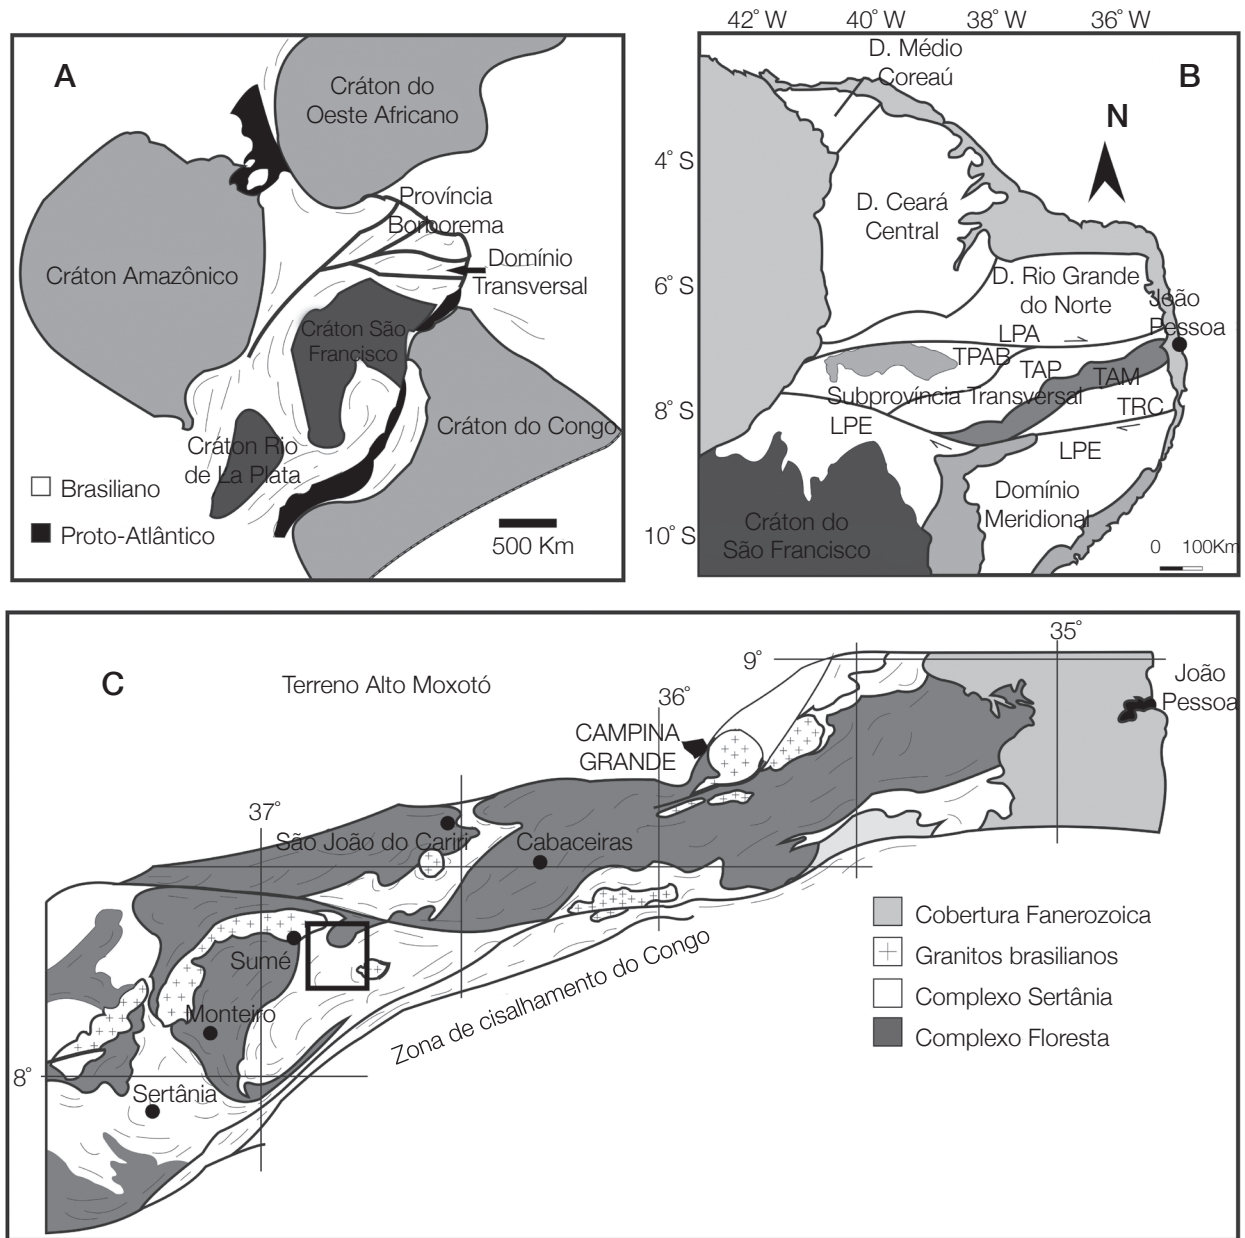 A
Cráton do
Oeste Africano
Província
Borborema
Cráton Amazônico
Domínio
Transversal
Cráton São
Francisco
Cráton do Congo
Cráton Rio
de La Plata
Brasiliano
Proto-Atlântico
500 Km
42° W
40° W
38° W
36° W
B
D. Médio
Coreaú
N
4° S
D. Ceará
Central
6° S
D. Rio Grande
do Norte
João
Pessoa
LPA
TPAB
TAP
TAM
Subprovíncia Transversal
TRC
8° S
LPE
LPE
Domínio
Meridional
Cráton do
São Francisco
10° S
0
100Km
C
Terreno Alto Moxotó
35°
9°
João
Pessoa
36°
CAMPINA
GRANDE
37°
São João do Cariri
Cabaceiras
Sumé
Monteiro
Zona de cisalhamento do Congo
8°
Sertânia
Cobertura Fanerozoica
Granitos brasilianos
Complexo Sertânia
Complexo Floresta